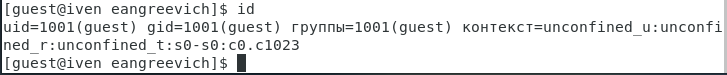 [guest@iven eangreevich]$ id
uid=1001(guest) gid=1001(guest) группы=1001(guest) контекст=unconfined_u:unconfi
ned_r:unconfined_t:s0-s0:c0.c1023
[guest@iven eangreevich]$